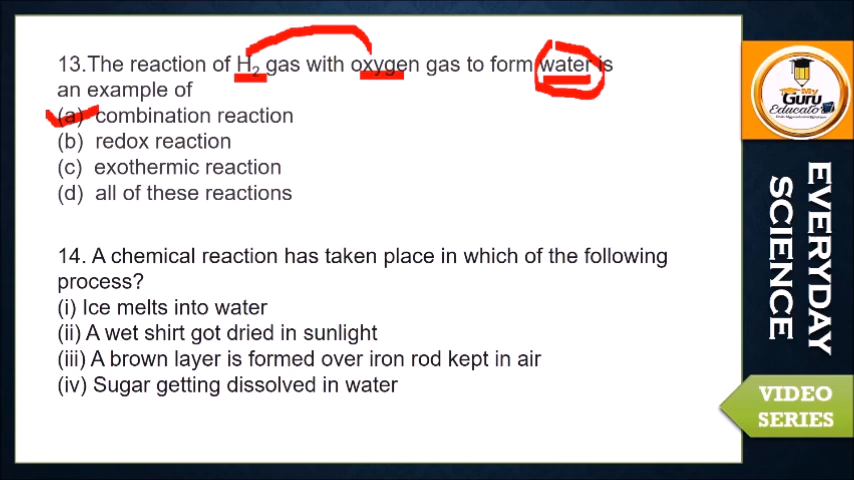 13.The reaction of H₂ gas with oxygen gas to form water is
an example of
(a) combination reaction
(b) redox reaction
(c) exothermic reaction
(d) all of these reactions
14. A chemical reaction has taken place in which of the following
process?
(i) Ice melts into water
(ii) A wet shirt got dried in sunlight
(iii) A brown layer is formed over iron rod kept in air
(iv) Sugar getting dissolved in water
My
Guru
Educator
EVERYDAY
SCIENCE
VIDEO
SERIES